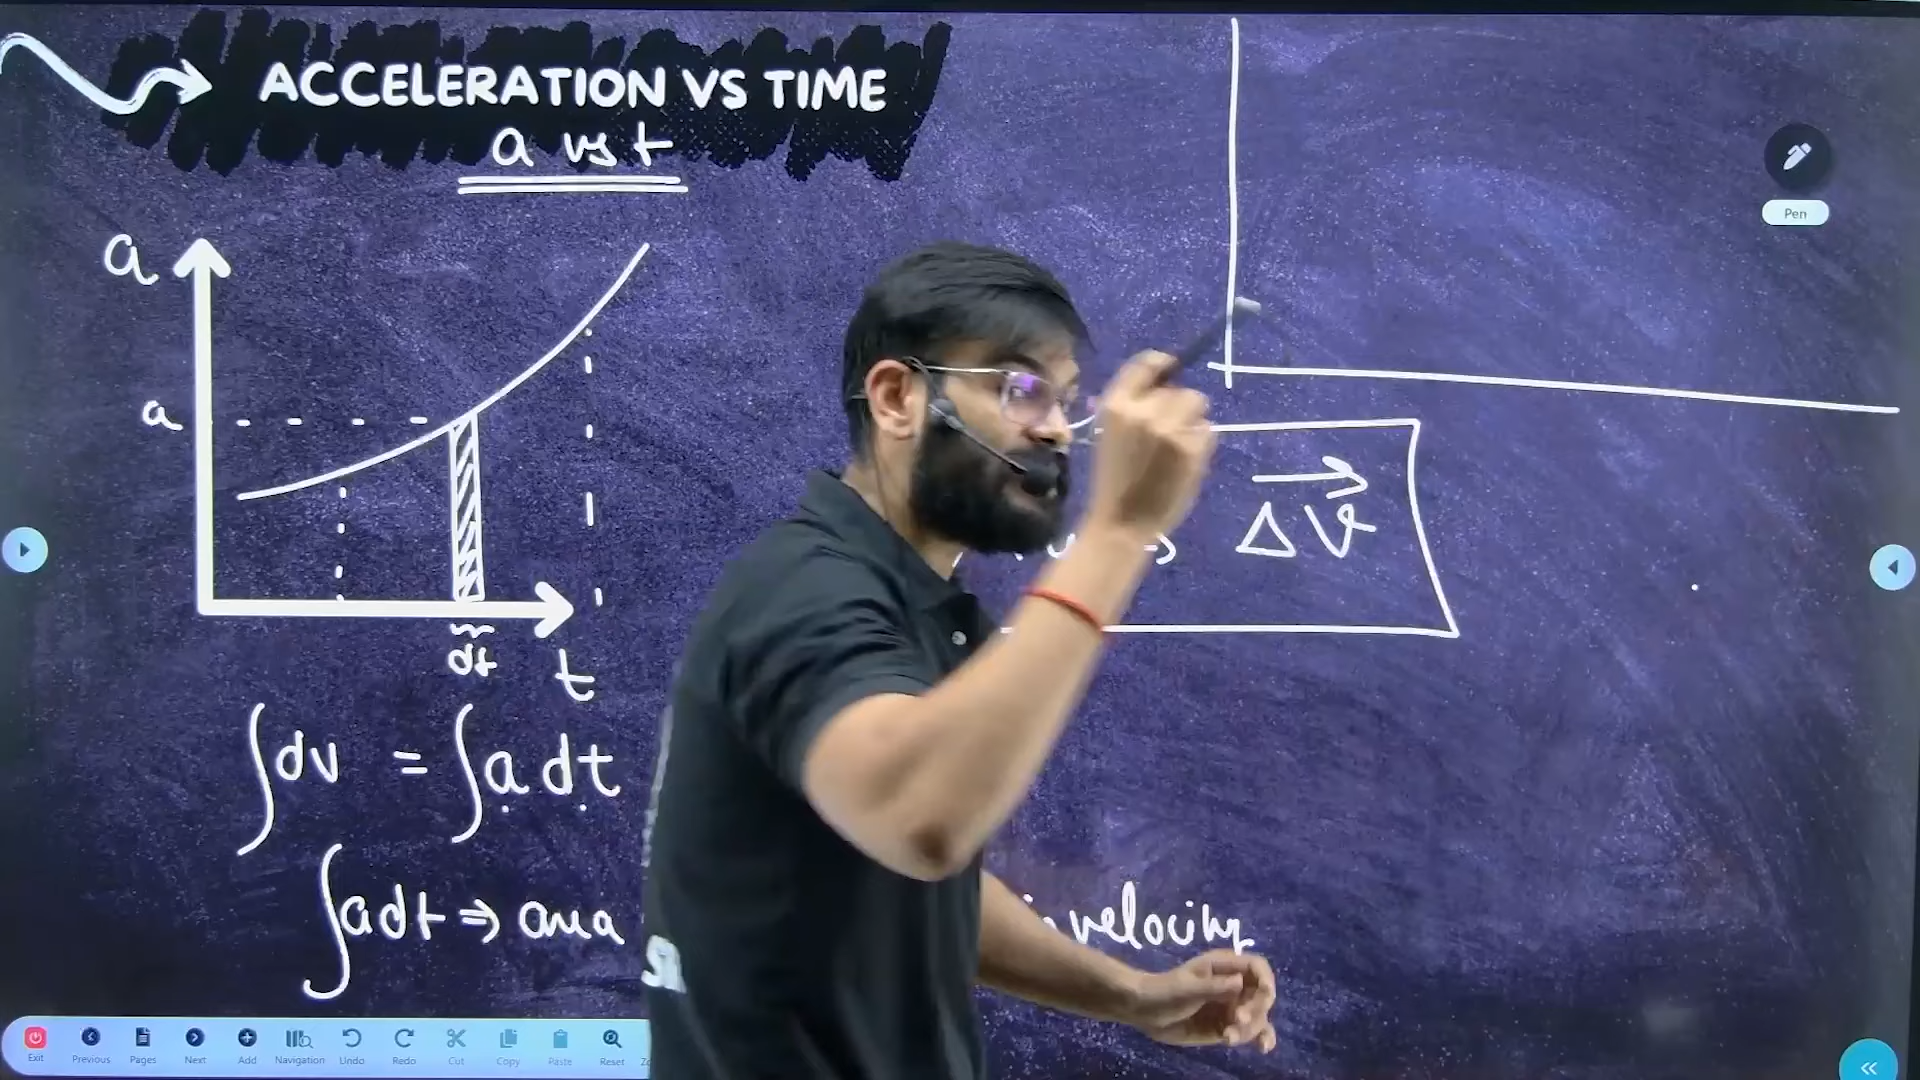 ACCELERATION VS TIME
a vs t
a
a
dt
t
Δv
∫dv = ∫a dt
∫adt ⇒ area
velocity
Pen
Exit
Previous
Pages
Next
Add
Navigation
Undo
Redo
Cut
Copy
Paste
Reset